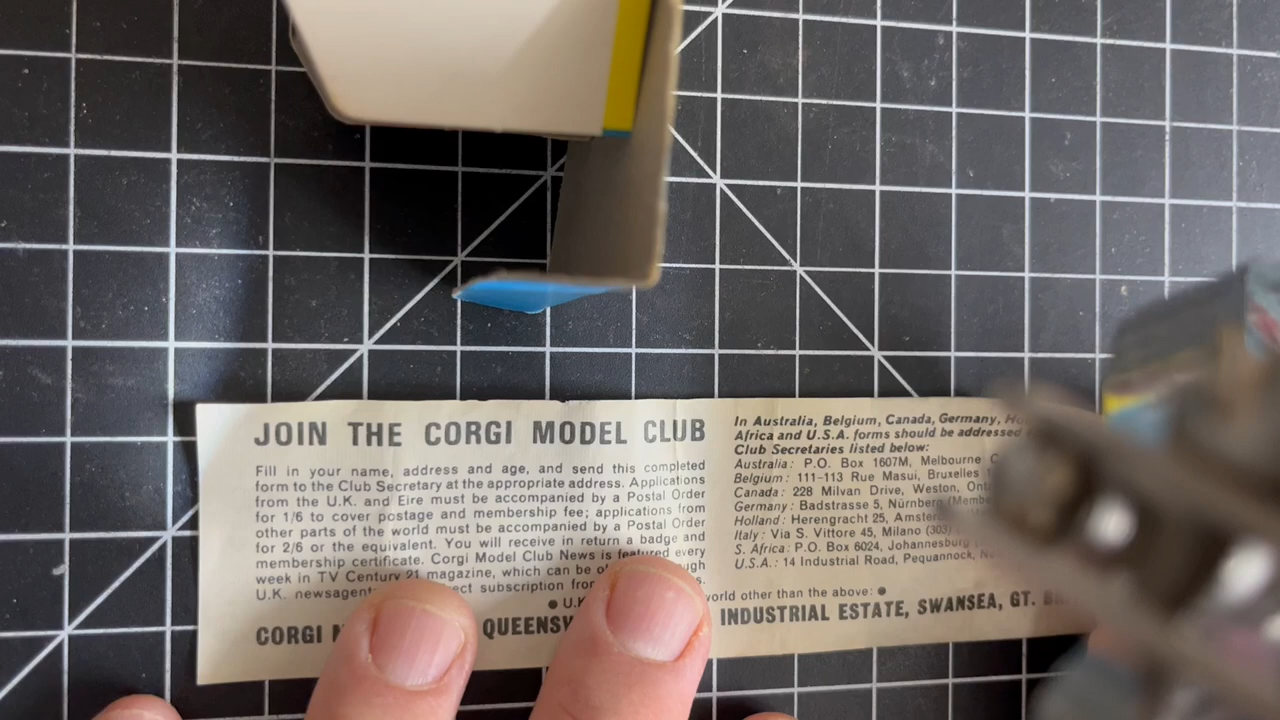 JOIN THE CORGI MODEL CLUB
Fill in your name, address and age, and send this completed
form to the Club Secretary at the appropriate address. Applications
from the U.K. and Eire must be accompanied by a Postal Order
for 1/6 to cover postage and membership fee; applications from
other parts of the world must be accompanied by a Postal Order
for 2/6 or the equivalent. You will receive in return a badge and
membership certificate. Corgi Model Club News is featured every
week in TV Century 21 magazine, which can be
U.K. newsagent ect subscription
In Australia, Belgium, Canada, Germany,
Africa and U.S.A. forms should be addressed
Club Secretaries listed below:
Australia: P.O. Box 1607M, Melbourne
Belgium: 111-113 Rue Masui, Bruxelles
Canada: 228 Milvan Drive, Weston,
Germany: Badstrasse 5, Nürnberg
Holland: Herengracht 25,
Italy: Via S. Vittore 45, Milano (303)
S. Africa: P.O. Box 6024, Johannesburg
U.S.A.: 14 Industrial Road, Pequannock,
● U.K. world other than the above: ●
CORGI QUEENSW INDUSTRIAL ESTATE, SWANSEA, GT.